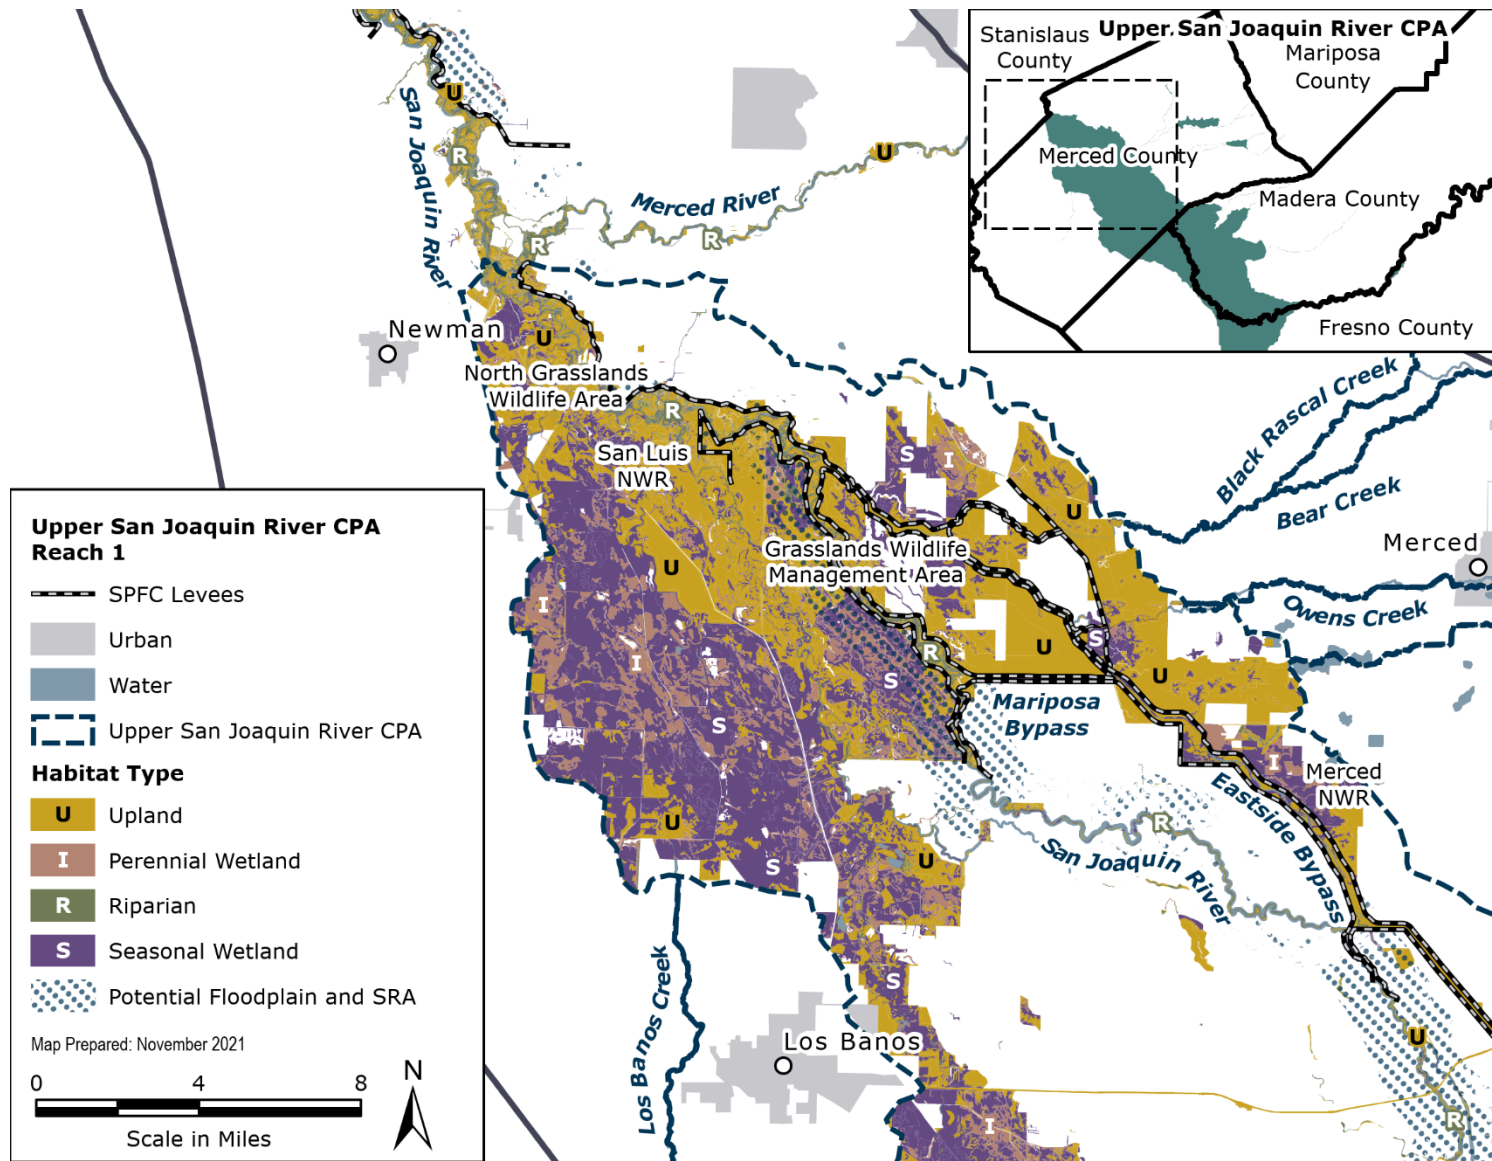 Upper San Joaquin River CPA
Stanislaus
County
Mariposa
County
Merced County
Madera County
Fresno County
San Joaquin River
U
R
Merced River
U
R
R
Newman
U
North Grasslands
Wildlife Area
R
San Luis
NWR
S
I
U
Black Rascal Creek
Bear Creek
Merced
Owens Creek
Grasslands Wildlife
Management Area
U
I
I
S
R
S
U
S
U
Mariposa
Bypass
S
I
Merced
NWR
Eastside Bypass
U
S
U
R
San Joaquin River
Los Banos Creek
S
Los Banos
U
I
R
Upper San Joaquin River CPA
Reach 1
SPFC Levees
Urban
Water
Upper San Joaquin River CPA
Habitat Type
U Upland
I Perennial Wetland
R Riparian
S Seasonal Wetland
Potential Floodplain and SRA
Map Prepared: November 2021
0 4 8
Scale in Miles
N